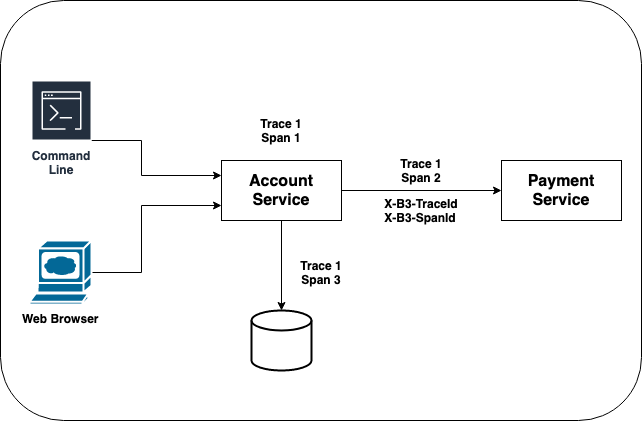 Trace 1
Span 1
Command
Line
Account
Service
Trace 1
Span 2
X-B3-TraceId
X-B3-SpanId
Payment
Service
Trace 1
Span 3
Web Browser